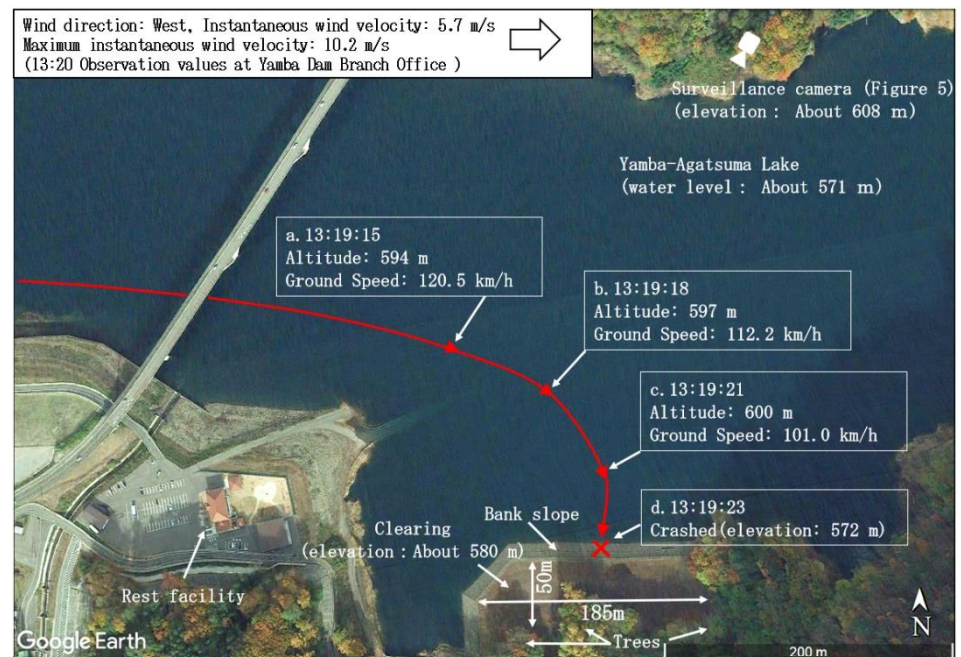 Wind direction: West, Instantaneous wind velocity: 5.7 m/s
Maximum instantaneous wind velocity: 10.2 m/s
(13:20 Observation values at Yamba Dam Branch Office )
Surveillance camera (Figure 5)
(elevation： About 608 m)
Yamba-Agatsuma Lake
(water level： About 571 m)
a.13:19:15
Altitude: 594 m
Ground Speed: 120.5 km/h
b.13:19:18
Altitude: 597 m
Ground Speed: 112.2 km/h
c.13:19:21
Altitude: 600 m
Ground Speed: 101.0 km/h
d.13:19:23
Crashed(elevation: 572 m)
Bank slope
Clearing
(elevation：About 580 m)
50m
185m
Rest facility
Trees
Google Earth
N
200 m